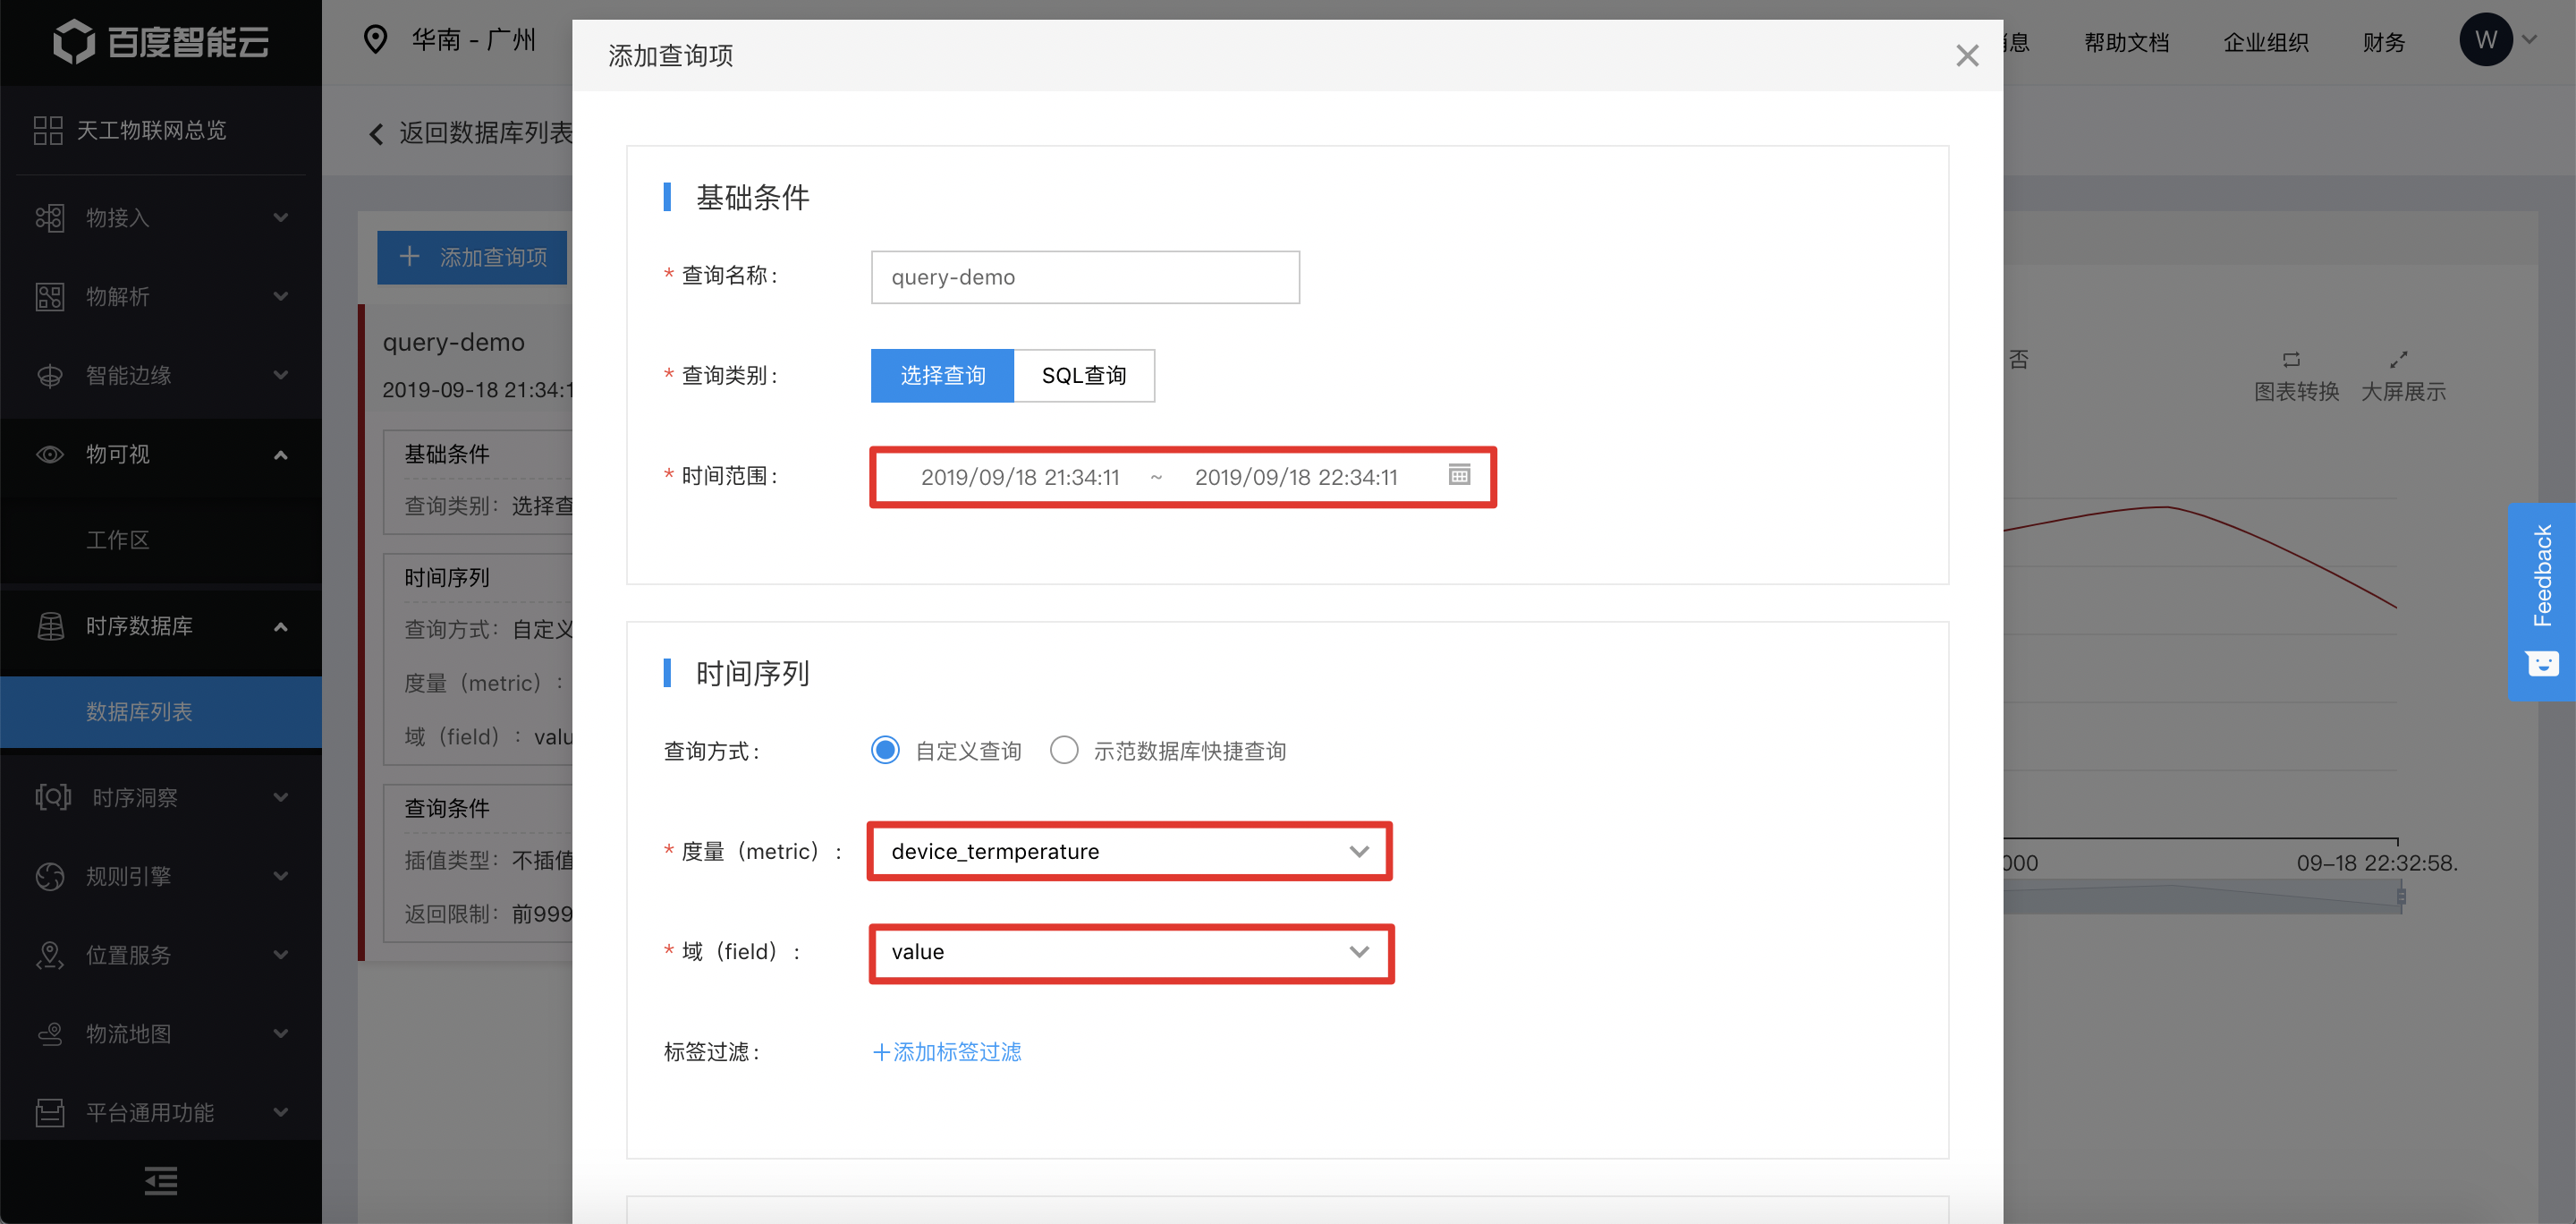 百度智能云
天工物联网总览
物接入
物解析
智能边缘
物可视
工作区
时序数据库
数据库列表
时序洞察
规则引擎
位置服务
物流地图
平台通用功能
华南 - 广州
帮助文档
企业组织
财务
W
返回数据库列表
添加查询项
query-demo
2019-09-18 21:34:1
基础条件
查询类别：选择查
时间序列
查询方式：自定义
度量（metric）：
域（field）：valu
查询条件
插值类型：不插值
返回限制：前999
添加查询项
基础条件
* 查询名称：
query-demo
* 查询类别：
选择查询
SQL查询
* 时间范围：
2019/09/18 21:34:11 ~ 2019/09/18 22:34:11
时间序列
查询方式：
自定义查询
示范数据库快捷查询
* 度量（metric）：
device_termperature
* 域（field）：
value
标签过滤：
+添加标签过滤
否
图表转换
大屏展示
000
09-18 22:32:58.
Feedback